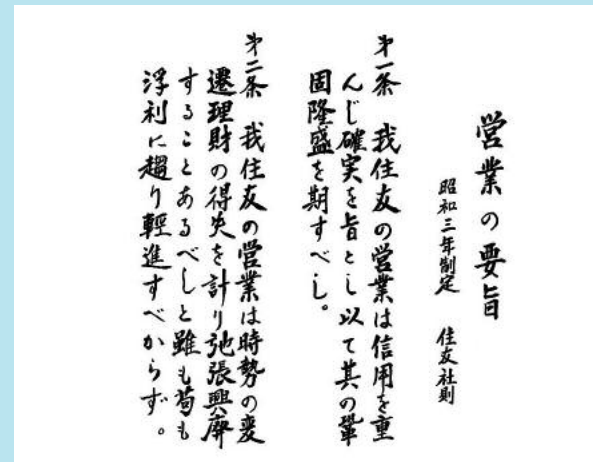 営業の要旨
昭和三年制定 住友社則
第一条 我住友の営業は信用を重
んじ確実を旨とし以て其の鞏
固隆盛を期すべし。
第二条 我住友の営業は時勢の変
遷理財の得失を計り弛張興廃
することあるべしと雖も苟も
浮利に趨り軽進すべからず。